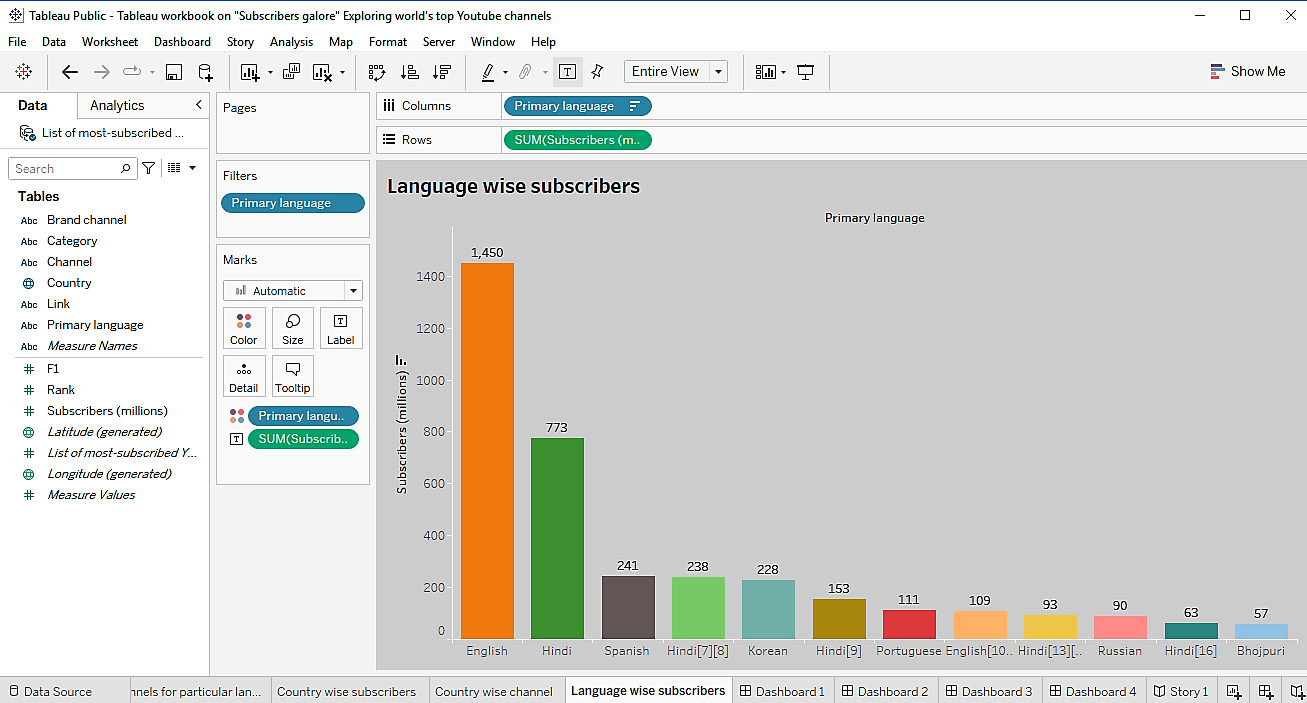 Tableau Public - Tableau workbook on "Subscribers galore" Exploring world's top Youtube channels
File Data Worksheet Dashboard Story Analysis Map Format Server Window Help
Entire View
Show Me
Data Analytics
List of most-subscribed ...
Search
Tables
Abc Brand channel
Abc Category
Abc Channel
Country
Abc Link
Abc Primary language
Abc Measure Names
F1
Rank
Subscribers (millions)
Latitude (generated)
List of most-subscribed Y...
Longitude (generated)
Measure Values
Pages
Filters
Primary language
Marks
Automatic
Color Size Label
Detail Tooltip
Primary langu..
SUM(Subscrib..
Columns Primary language
Rows SUM(Subscribers (m..
Language wise subscribers
Primary language
Subscribers (millions)
1400
1200
1000
800
600
400
200
0
1,450
773
241
238
228
153
111
109
93
90
63
57
English Hindi Spanish Hindi[7][8] Korean Hindi[9] Portuguese English[10.. Hindi[13][.. Russian Hindi[16] Bhojpuri
Data Source nnels for particular lan... Country wise subscribers Country wise channel Language wise subscribers Dashboard 1 Dashboard 2 Dashboard 3 Dashboard 4 Story 1